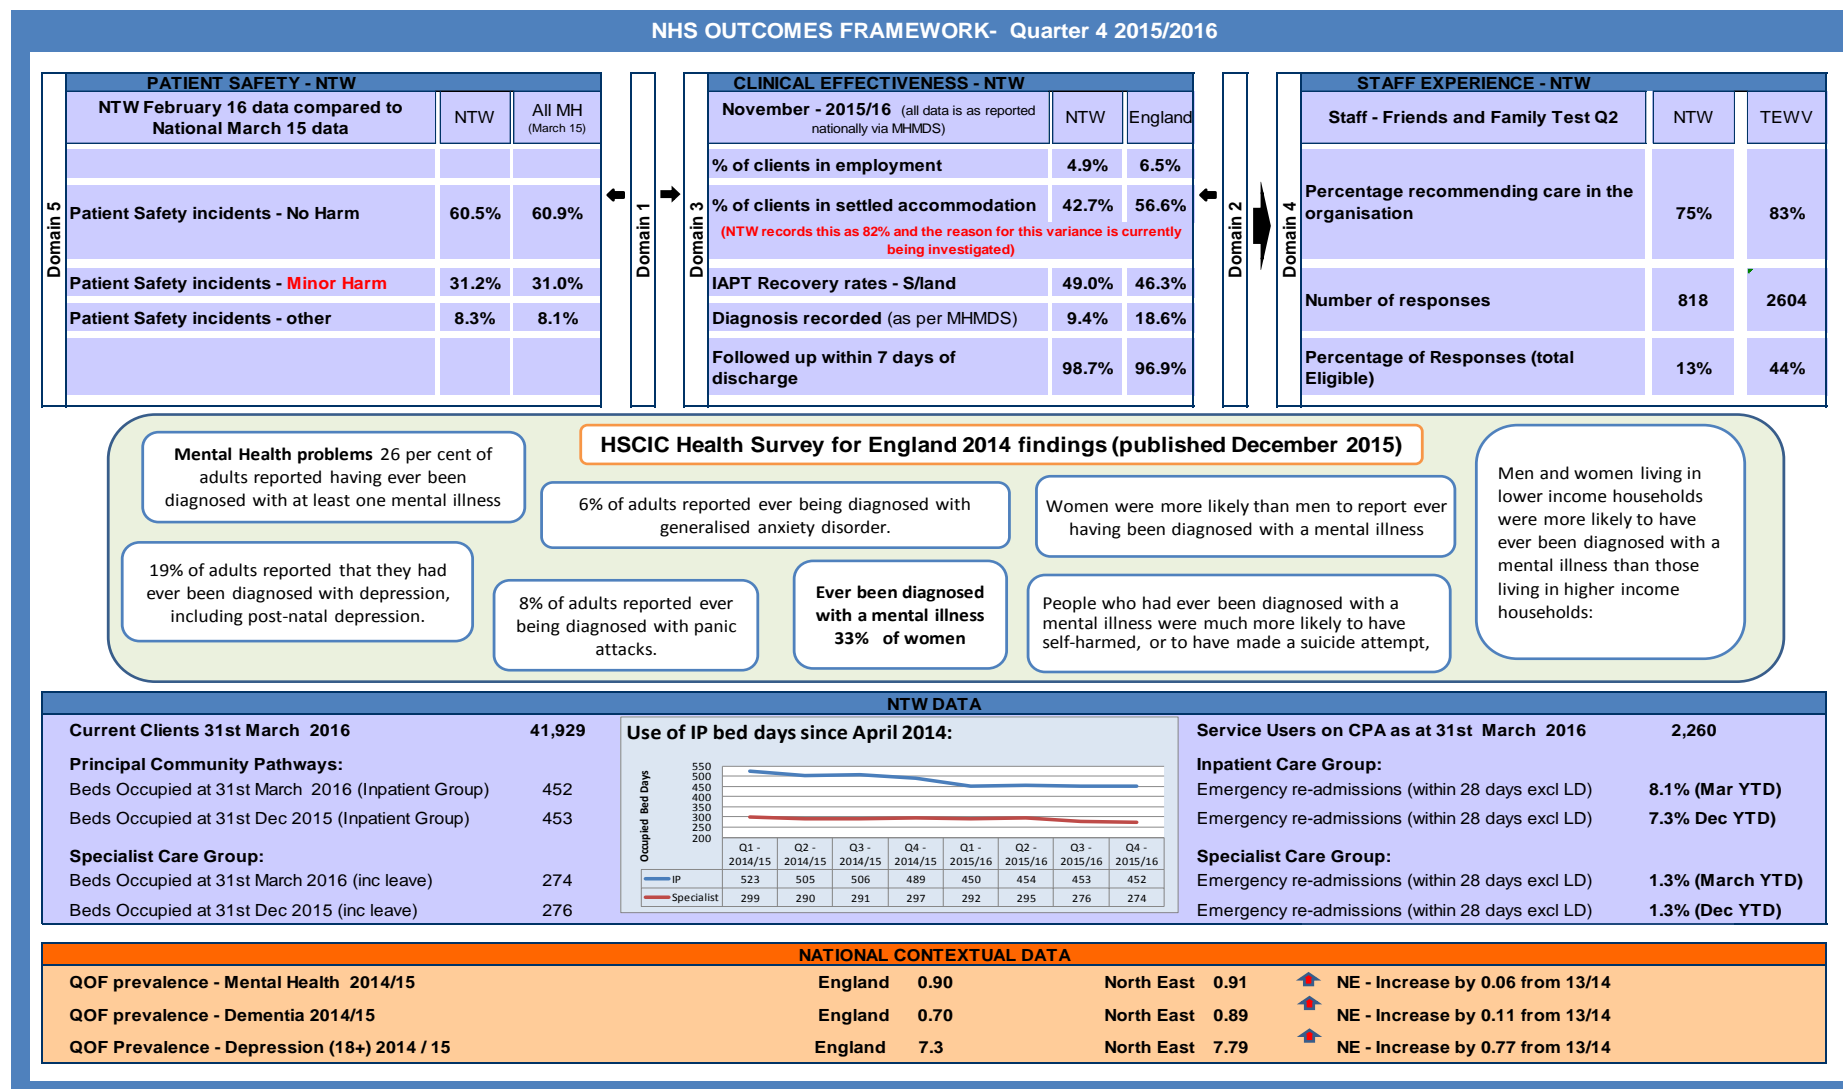 NHS OUTCOMES FRAMEWORK- Quarter 4 2015/2016
Domain 5
PATIENT SAFETY - NTW
NTW February 16 data compared to
National March 15 data
NTW
All MH
(March 15)
Patient Safety incidents - No Harm 60.5% 60.9%
Patient Safety incidents - Minor Harm 31.2% 31.0%
Patient Safety incidents - other 8.3% 8.1%
Domain 1
Domain 3
CLINICAL EFFECTIVENESS - NTW
November - 2015/16 (all data is as reported
nationally via MHMDS)
NTW England
% of clients in employment 4.9% 6.5%
% of clients in settled accommodation 42.7% 56.6%
(NTW records this as 82% and the reason for this variance is currently
being investigated)
IAPT Recovery rates - S/land 49.0% 46.3%
Diagnosis recorded (as per MHMDS) 9.4% 18.6%
Followed up within 7 days of
discharge
98.7% 96.9%
Domain 2
Domain 4
STAFF EXPERIENCE - NTW
Staff - Friends and Family Test Q2 NTW TEWV
Percentage recommending care in the
organisation
75% 83%
Number of responses 818 2604
Percentage of Responses (total
Eligible)
13% 44%
HSCIC Health Survey for England 2014 findings (published December 2015)
Mental Health problems 26 per cent of
adults reported having ever been
diagnosed with at least one mental illness
6% of adults reported ever being diagnosed with
generalised anxiety disorder.
Women were more likely than men to report ever
having been diagnosed with a mental illness
Men and women living in
lower income households
were more likely to have
ever been diagnosed with a
mental illness than those
living in higher income
households:
19% of adults reported that they had
ever been diagnosed with depression,
including post-natal depression.
8% of adults reported ever
being diagnosed with panic
attacks.
Ever been diagnosed
with a mental illness
33% of women
People who had ever been diagnosed with a
mental illness were much more likely to have
self-harmed, or to have made a suicide attempt,
NTW DATA
Current Clients 31st March 2016 41,929
Principal Community Pathways:
Beds Occupied at 31st March 2016 (Inpatient Group) 452
Beds Occupied at 31st Dec 2015 (Inpatient Group) 453
Specialist Care Group:
Beds Occupied at 31st March 2016 (inc leave) 274
Beds Occupied at 31st Dec 2015 (inc leave) 276
Use of IP bed days since April 2014:
Occupied Bed Days
550
500
450
400
350
300
250
200
Q1 - Q2 - Q3 - Q4 - Q1 - Q2 - Q3 - Q4 -
2014/15 2014/15 2014/15 2014/15 2015/16 2015/16 2015/16 2015/16
IP 523 505 506 489 450 454 453 452
Specialist 299 290 291 297 292 295 276 274
Service Users on CPA as at 31st March 2016 2,260
Inpatient Care Group:
Emergency re-admissions (within 28 days excl LD) 8.1% (Mar YTD)
Emergency re-admissions (within 28 days excl LD) 7.3% Dec YTD)
Specialist Care Group:
Emergency re-admissions (within 28 days excl LD) 1.3% (March YTD)
Emergency re-admissions (within 28 days excl LD) 1.3% (Dec YTD)
NATIONAL CONTEXTUAL DATA
QOF prevalence - Mental Health 2014/15 England 0.90 North East 0.91 NE - Increase by 0.06 from 13/14
QOF prevalence - Dementia 2014/15 England 0.70 North East 0.89 NE - Increase by 0.11 from 13/14
QOF Prevalence - Depression (18+) 2014 / 15 England 7.3 North East 7.79 NE - Increase by 0.77 from 13/14